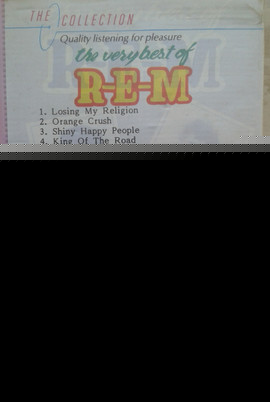 THE COLLECTION
Quality listening for pleasure
the very best of
R-E-M
1. Losing My Religion
2. Orange Crush
3. Shiny Happy People
4. King Of The Road